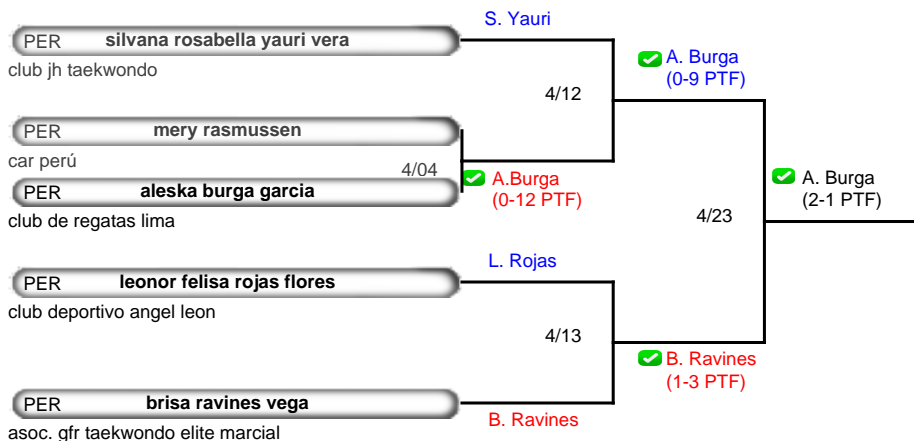 S. Yauri
PER silvana rosabella yauri vera
club jh taekwondo
A. Burga
(0-9 PTF)
4/12
PER mery rasmussen
car perú
4/04
A.Burga
(0-12 PTF)
PER aleska burga garcia
club de regatas lima
A. Burga
(2-1 PTF)
4/23
L. Rojas
PER leonor felisa rojas flores
club deportivo angel leon
4/13
B. Ravines
(1-3 PTF)
PER brisa ravines vega
B. Ravines
asoc. gfr taekwondo elite marcial